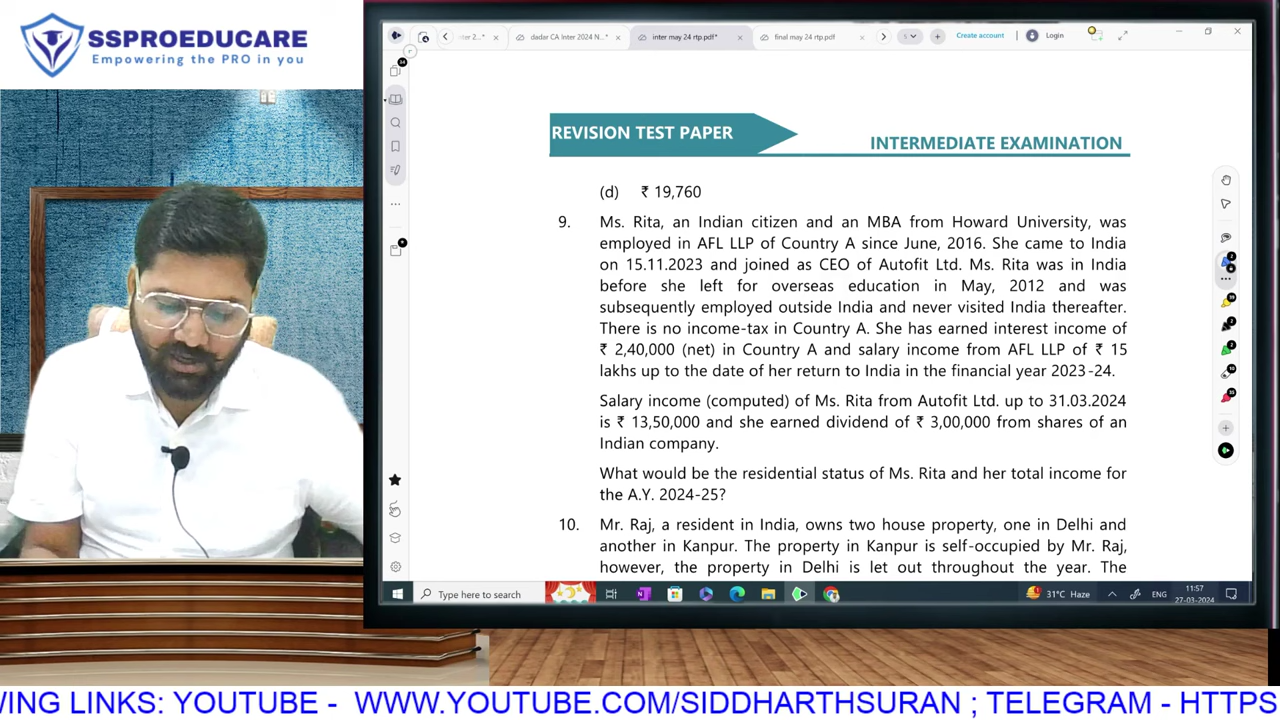 SSPROEDUCARE
Empowering the PRO in you
dadar CA Inter 2024 N...*
inter may 24 rtp.pdf*
final may 24 rtp.pdf
Create account
Login
REVISION TEST PAPER
INTERMEDIATE EXAMINATION
(d) ₹ 19,760
9. Ms. Rita, an Indian citizen and an MBA from Howard University, was
employed in AFL LLP of Country A since June, 2016. She came to India
on 15.11.2023 and joined as CEO of Autofit Ltd. Ms. Rita was in India
before she left for overseas education in May, 2012 and was
subsequently employed outside India and never visited India thereafter.
There is no income-tax in Country A. She has earned interest income of
₹ 2,40,000 (net) in Country A and salary income from AFL LLP of ₹ 15
lakhs up to the date of her return to India in the financial year 2023-24.
Salary income (computed) of Ms. Rita from Autofit Ltd. up to 31.03.2024
is ₹ 13,50,000 and she earned dividend of ₹ 3,00,000 from shares of an
Indian company.
What would be the residential status of Ms. Rita and her total income for
the A.Y. 2024-25?
10. Mr. Raj, a resident in India, owns two house property, one in Delhi and
another in Kanpur. The property in Kanpur is self-occupied by Mr. Raj,
however, the property in Delhi is let out throughout the year. The
Type here to search
31°C Haze
ENG
11:57
27-03-2024
WING LINKS: YOUTUBE - WWW.YOUTUBE.COM/SIDDHARTHSURAN ; TELEGRAM - HTTPS